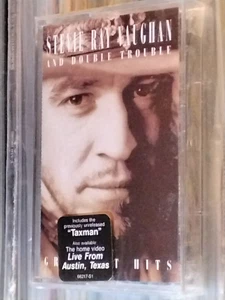 STEVIE RAY VAUGHAN
AND DOUBLE TROUBLE
Includes the
previously unreleased
"Taxman"
Also available
The home video
Live From
Austin, Texas
HITS